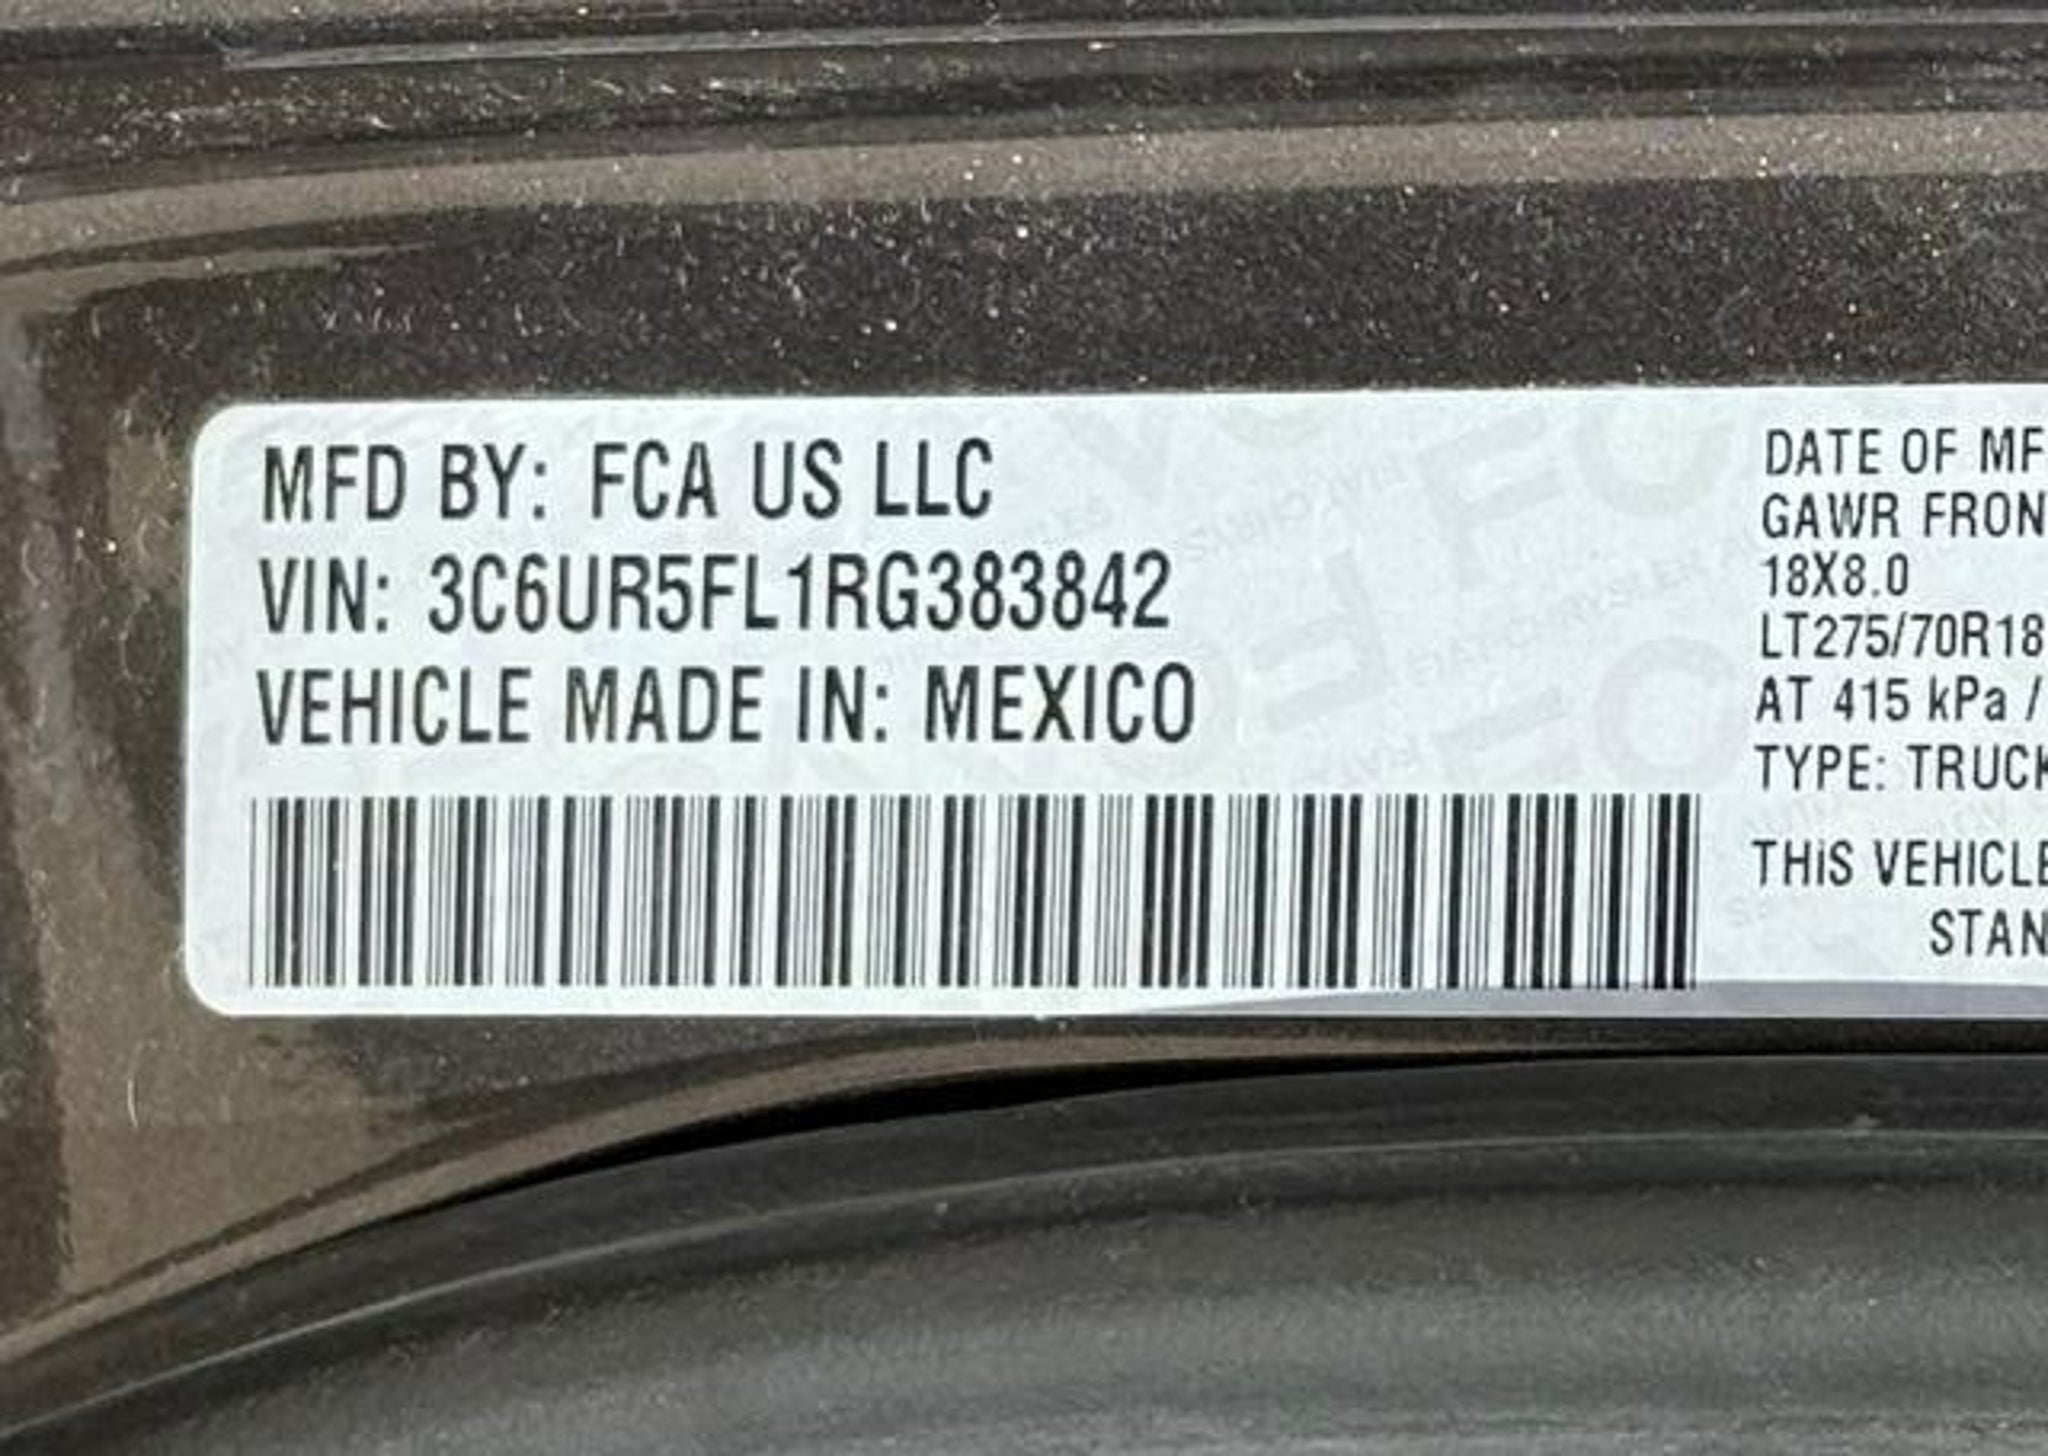 MFD BY: FCA US LLC
VIN: 3C6UR5FL1RG383842
VEHICLE MADE IN: MEXICO
DATE OF MF
GAWR FRON
18X8.0
LT275/70R18
AT 415 kPa /
TYPE: TRUCK
THIS VEHICLE
STAN